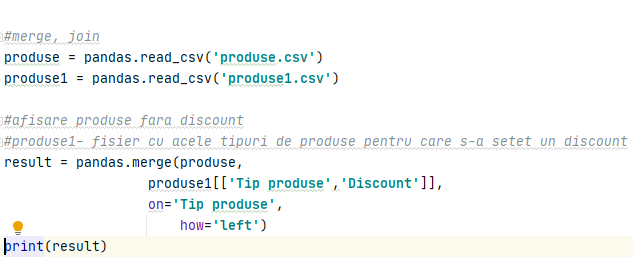 #merge, join
produse = pandas.read_csv('produse.csv')
produse1 = pandas.read_csv('produse1.csv')
#afisare produse fara discount
#produse1- fisier cu acele tipuri de produse pentru care s-a setet un discount
result = pandas.merge(produse,
produse1[['Tip produse','Discount']],
on='Tip produse',
how='left')
print(result)